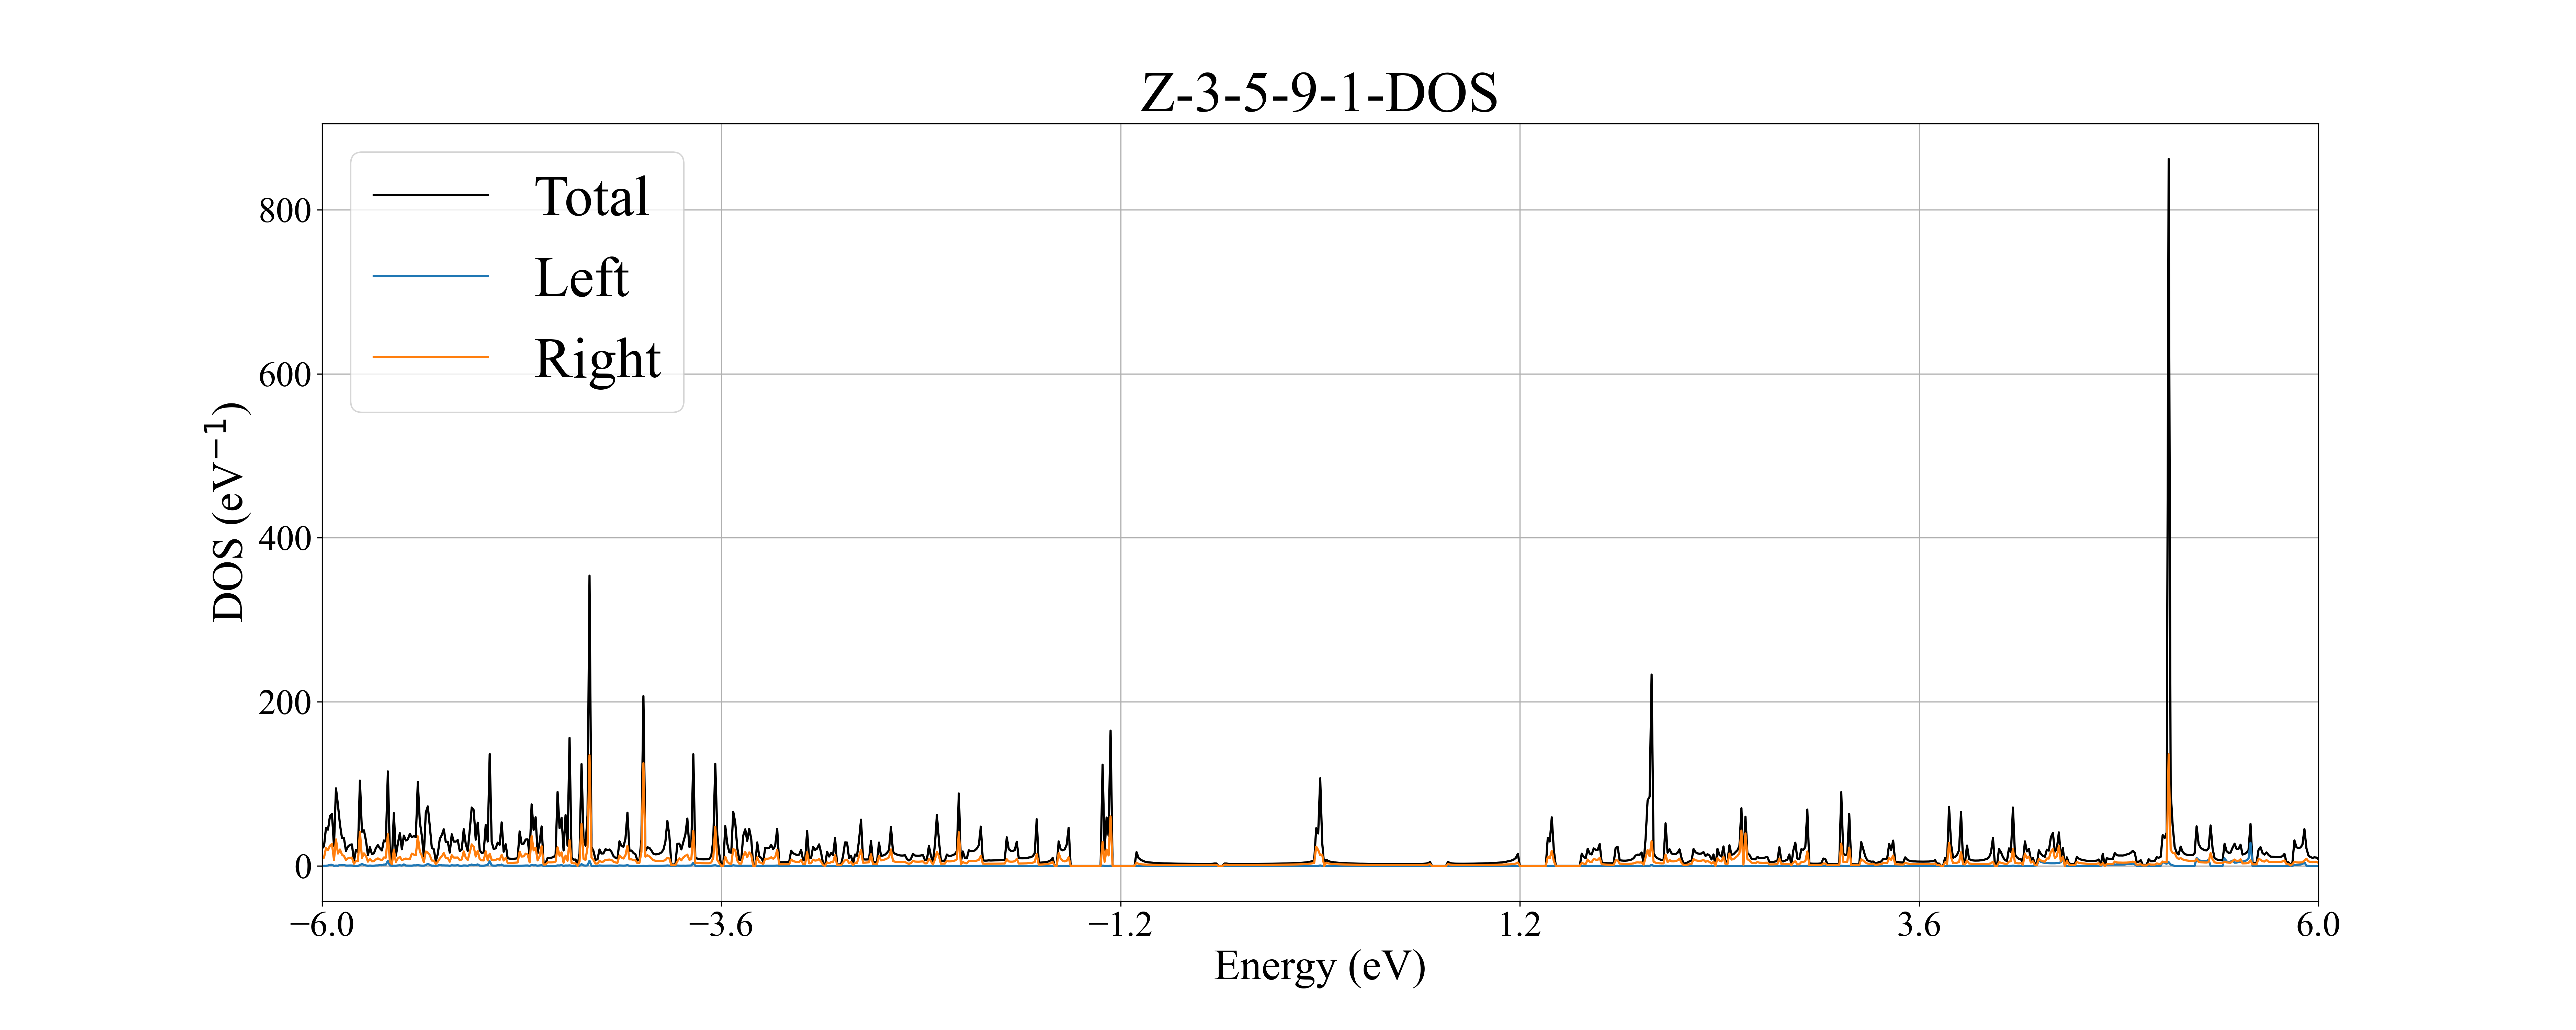 Z-3-5-9-1-DOS
Total
Left
Right
DOS (eV⁻¹)
800
600
400
200
0
−6.0
−3.6
−1.2
1.2
3.6
6.0
Energy (eV)